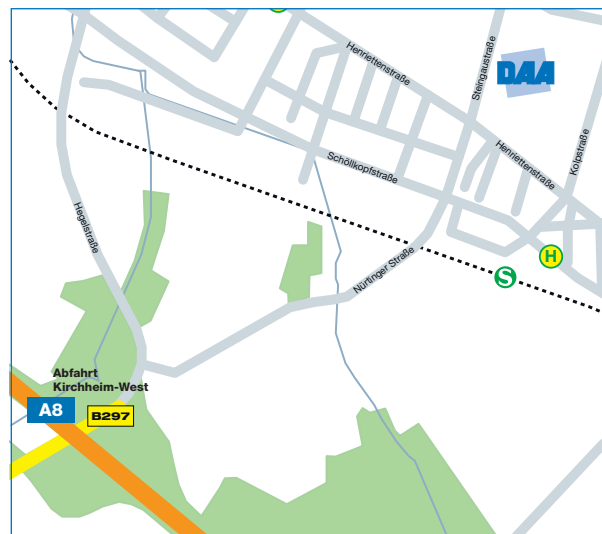 Henriettenstraße
Steingaustraße
DAA
Henriettenstraße
Kolpstraße
Schöllkopfstraße
Hegelstraße
H
S
Nürtinger Straße
Abfahrt
Kirchheim-West
A8
B297